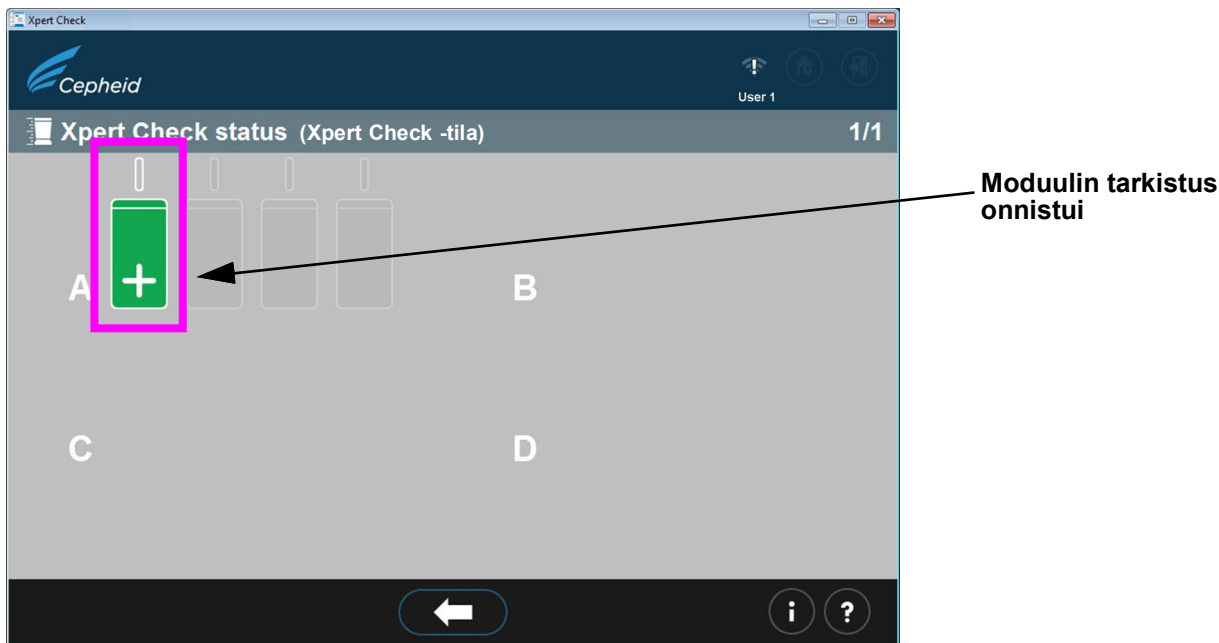 Xpert Check
Cepheid
User 1
Xpert Check status (Xpert Check -tila) 1/1
A B
C D
Moduulin tarkistus
onnistui
i ?